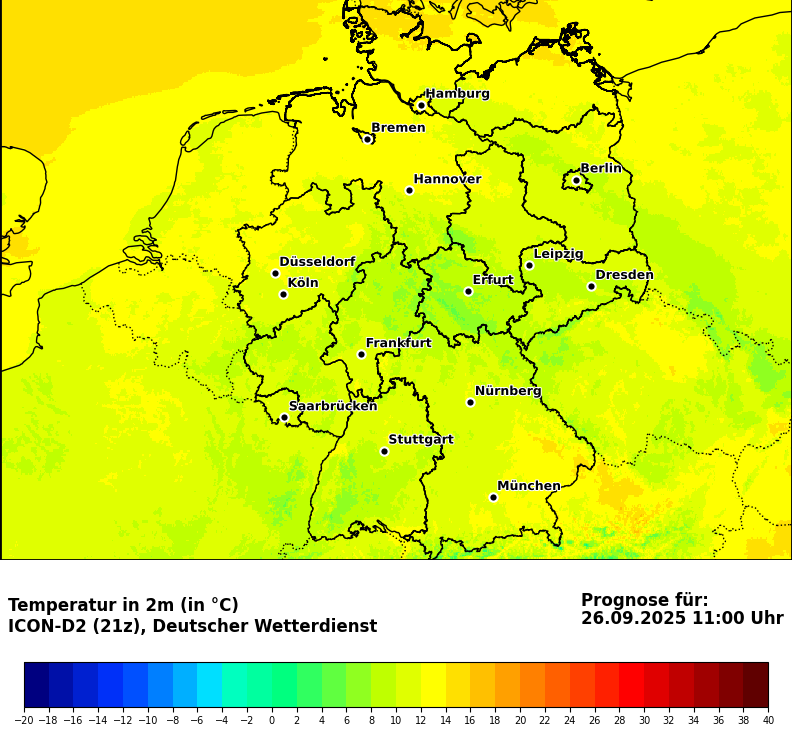 Hamburg
Bremen
Berlin
Hannover
Leipzig
Düsseldorf
Dresden
Köln
Erfurt
Frankfurt
Nürnberg
Saarbrücken
Stuttgart
München
Temperatur in 2m (in °C)
ICON-D2 (21z), Deutscher Wetterdienst
Prognose für:
26.09.2025 11:00 Uhr
−20 −18 −16 −14 −12 −10 −8 −6 −4 −2 0 2 4 6 8 10 12 14 16 18 20 22 24 26 28 30 32 34 36 38 40